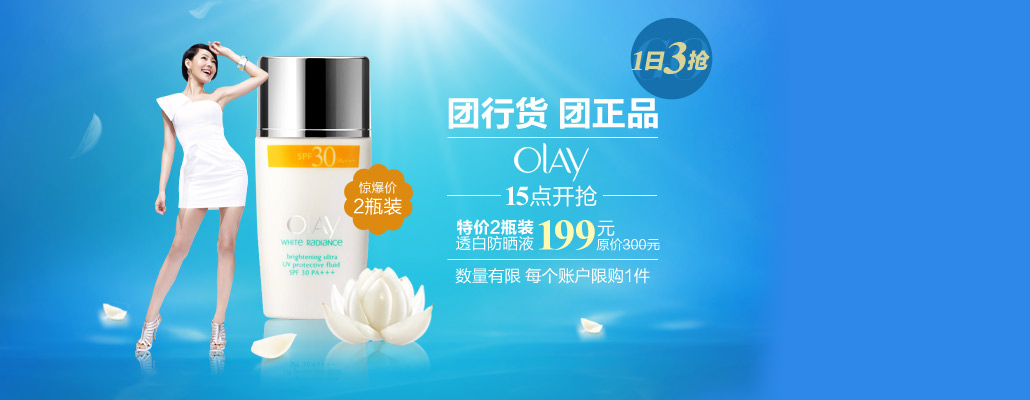 1日3抢
团行货 团正品
OLAY
15点开抢
特价2瓶装
透白防晒液
199元
原价300元
数量有限 每个账户限购1件
惊爆价
2瓶装
SPF 30 PA+++
OLAY
WHITE RADIANCE
brightening ultra
UV protective fluid
SPF 30 PA+++